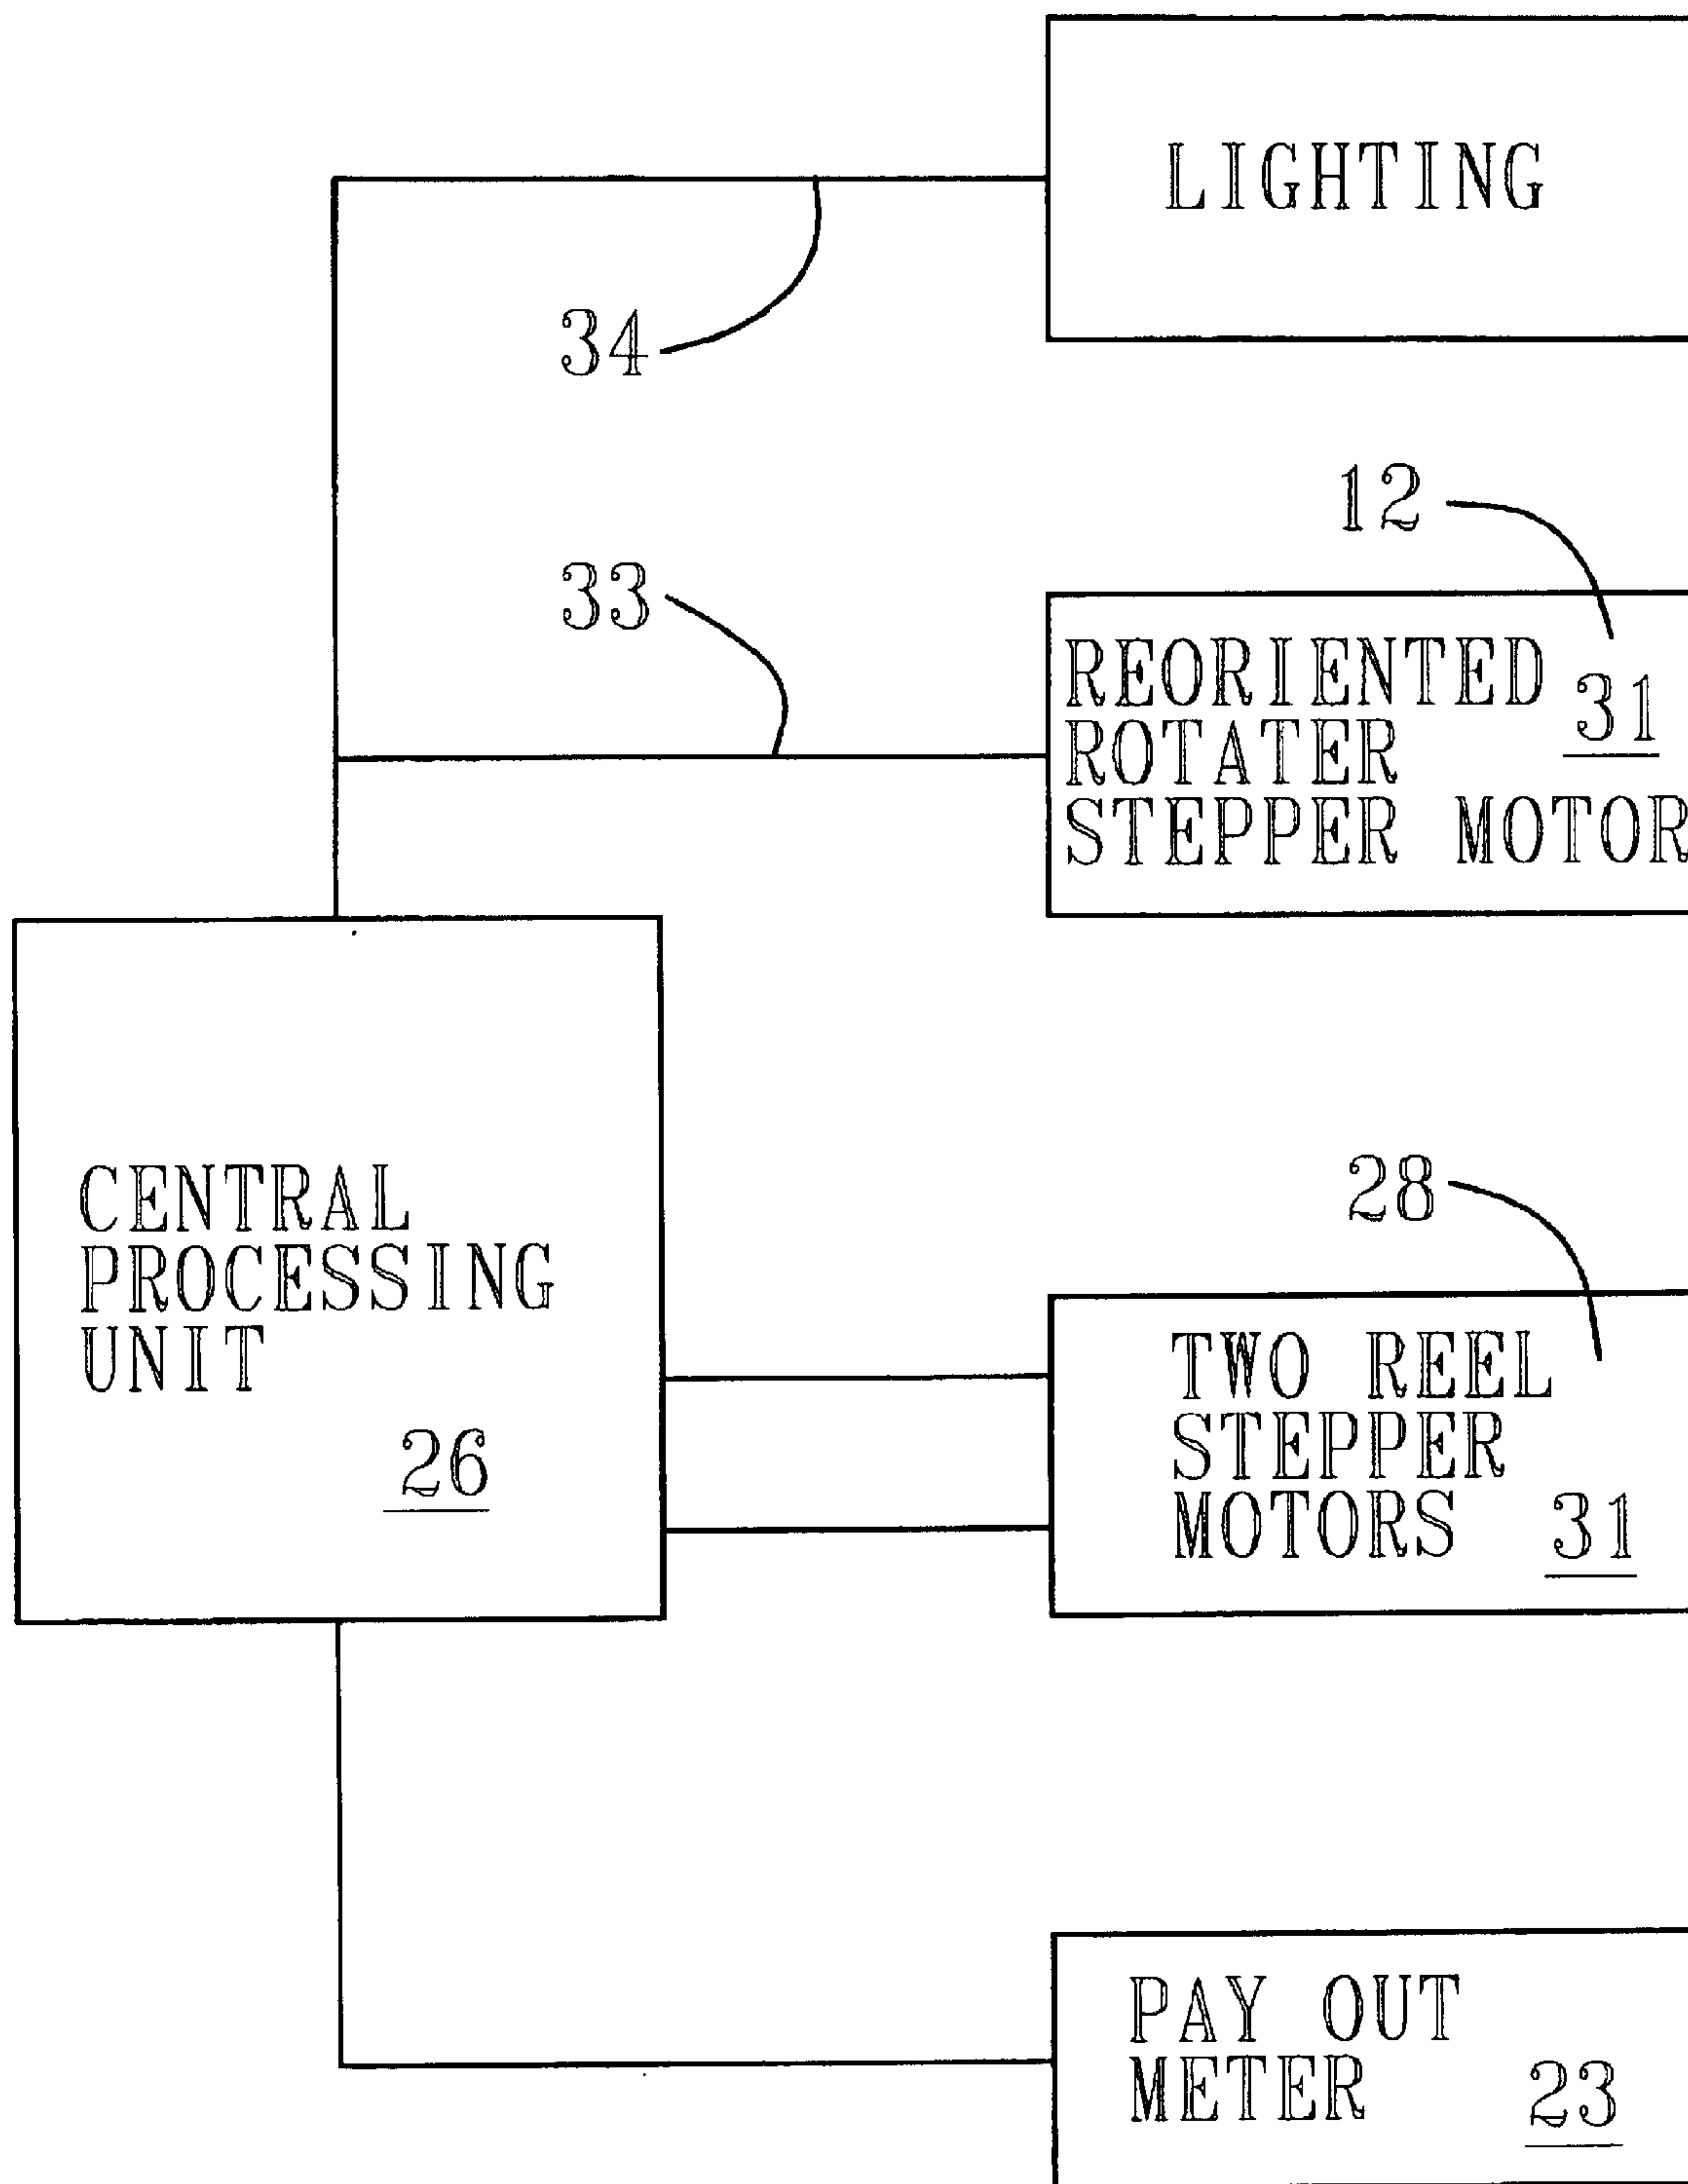 LIGHTING
34
12
33
REORIENTED
31
ROTATER
STEPPER MOTOR
CENTRAL
PROCESSING
UNIT
26
28
TWO REEL
STEPPER
MOTORS 31
PAY OUT
METER 23